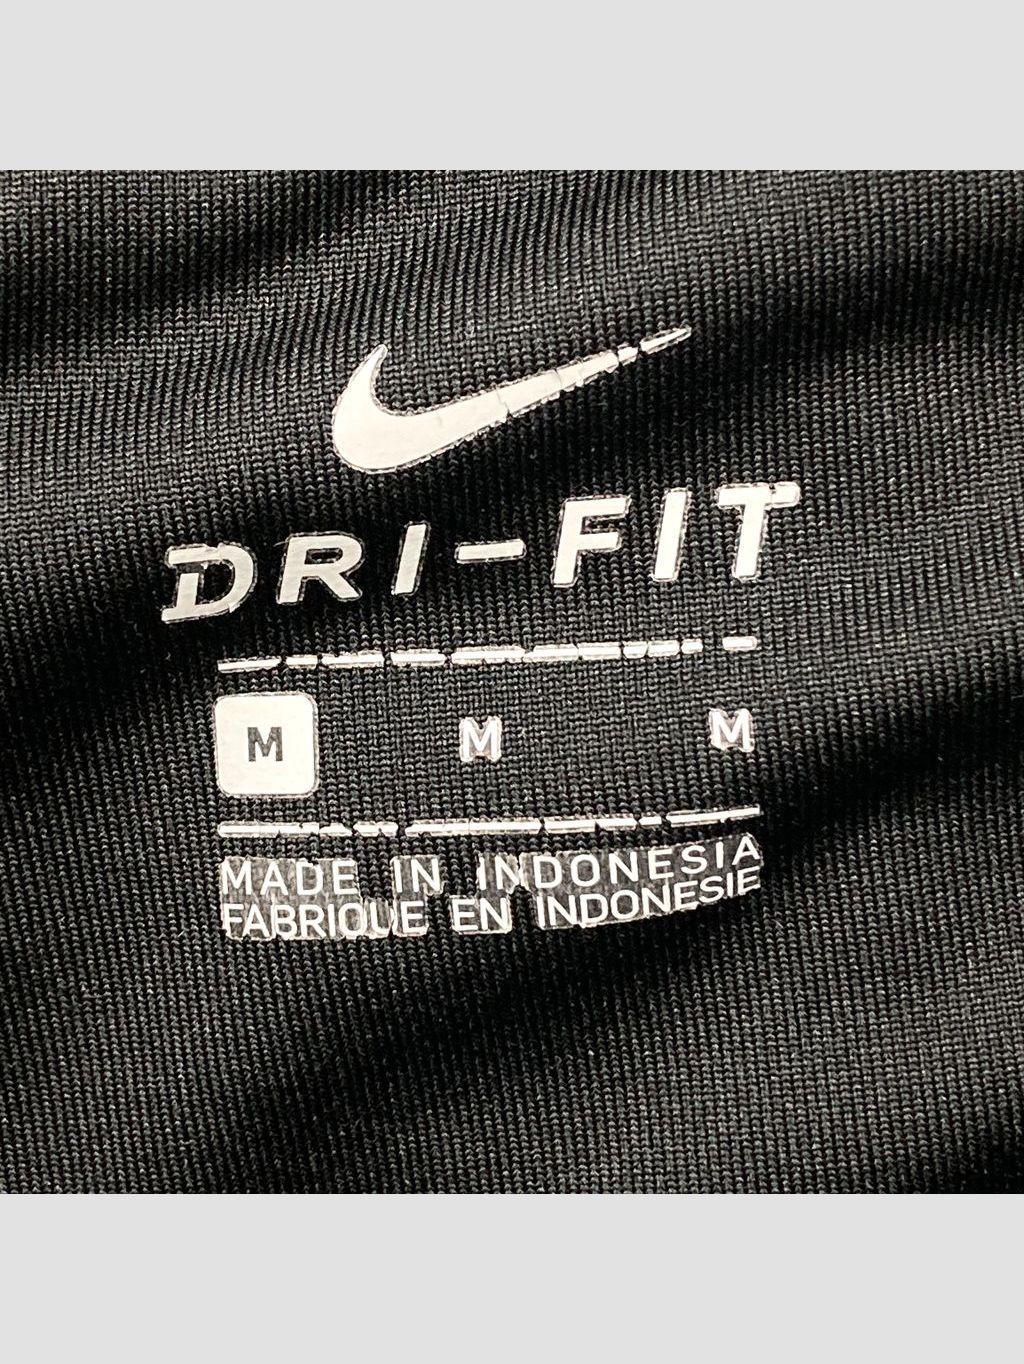 DRI-FIT
M M M
MADE IN INDONESIA
FABRIQUE EN INDONESIE